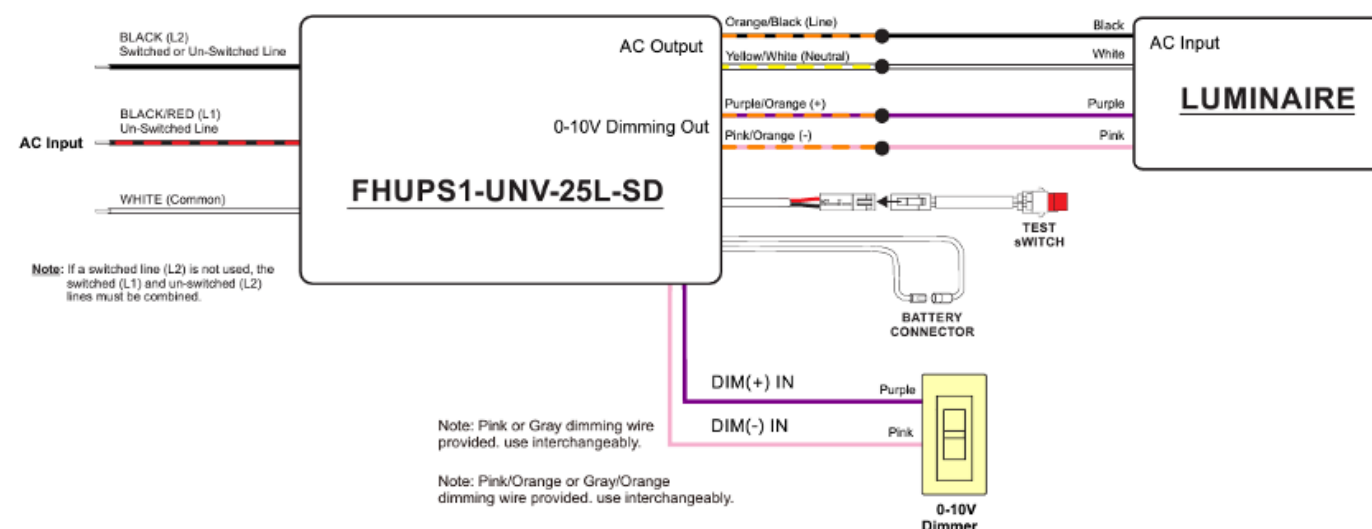 BLACK (L2)
Switched or Un-Switched Line
BLACK/RED (L1)
Un-Switched Line
AC Input
WHITE (Common)
Note: If a switched line (L2) is not used, the
switched (L1) and un-switched (L2)
lines must be combined.
AC Output
0-10V Dimming Out
FHUPS1-UNV-25L-SD
Orange/Black (Line)
Yellow/White (Neutral)
Purple/Orange (+)
Pink/Orange (-)
Black
White
Purple
Pink
AC Input
LUMINAIRE
TEST
sWITCH
BATTERY
CONNECTOR
DIM(+) IN
Purple
DIM(-) IN
Pink
Note: Pink or Gray dimming wire
provided. use interchangeably.
Note: Pink/Orange or Gray/Orange
dimming wire provided. use interchangeably.
0-10V
Dimmer